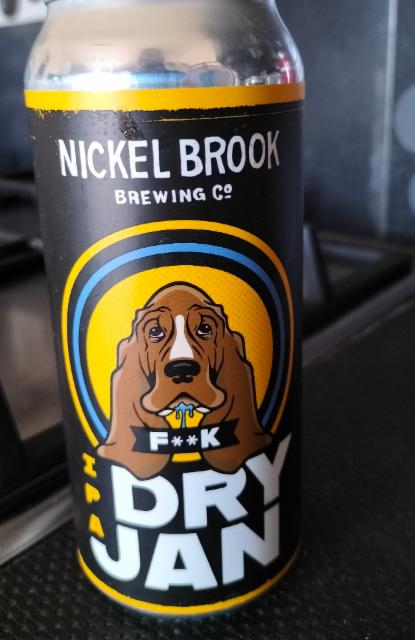 NICKEL BROOK
BREWING Cº
F**K
IPA
DRY
JAN